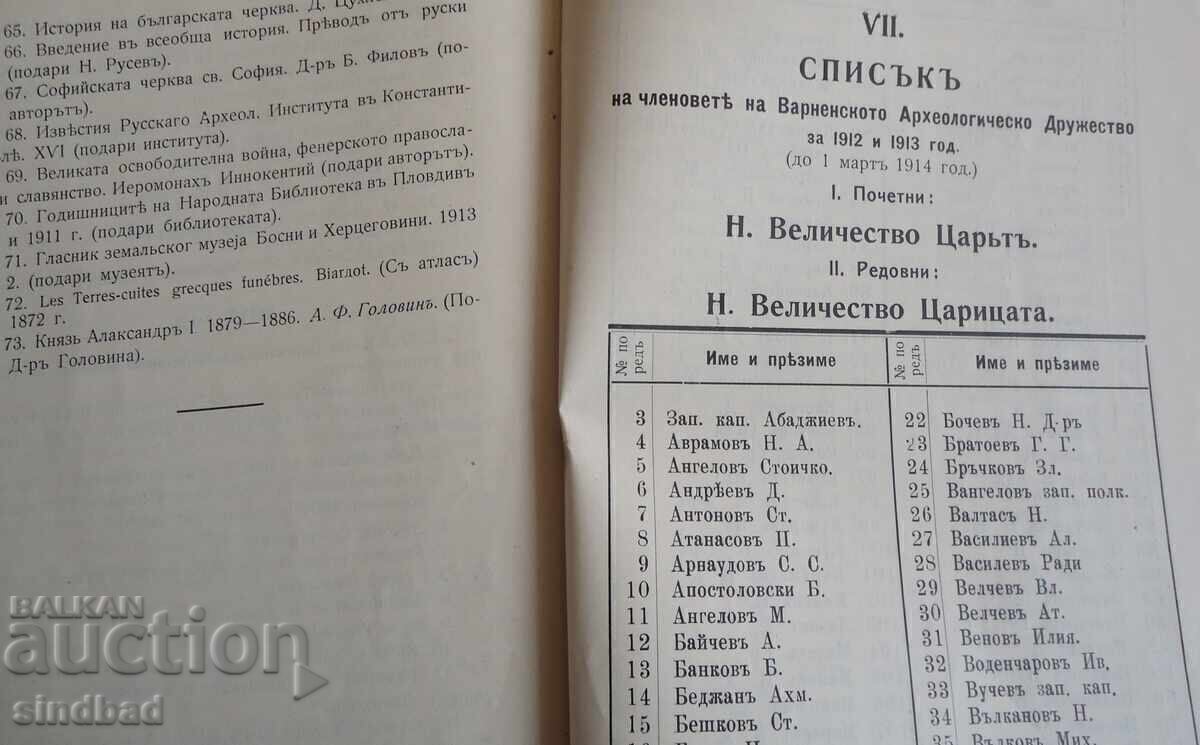 65. История на българската черква. Д.
66. Введение въ всеобща история. Прѣводъ отъ руски
(подари Н. Русевъ).
67. Софийската черква св. София. Д-ръ Б. Филовъ (по-
авторътъ).
68. Извѣстия Русскаго Археол. Института въ Константи-
лѣ. XVI (подари института).
69. Великата освободителна война, фенерското правосла-
и славянство. Иеромонахъ Иннокентий (подари авторътъ).
70. Годишницитѣ на Народната Библиотека въ Пловдивъ
и 1911 г. (подари библиотеката).
71. Гласник земальског музеја Босни и Херцеговини. 1913
2. (подари музеятъ).
72. Les Terres-cuites grecques funébres. Biardot. (Съ атласъ)
1872 г.
73. Князь Алаксандръ I 1879—1886. А. Ф. Головинъ. (По-
Д-ръ Головина).
VII.
СПИСЪКЪ
на членоветѣ на Варненското Археологическо Дружество
за 1912 и 1913 год.
(до 1 мартъ 1914 год.)
I. Почетни:
Н. Величество Царьтъ.
II. Редовни:
Н. Величество Царицата.
№ по редъ Име и прѣзиме № по редъ Име и прѣзиме
3 Зап. кап. Абаджиевъ. 22 Бочевъ Н. Д-ръ
4 Аврамовъ Н. А. 23 Братоевъ Г. Г.
5 Ангеловъ Стоичко. 24 Бръчковъ Зл.
6 Андрѣевъ Д. 25 Вангеловъ зап. полк.
7 Антоновъ Ст. 26 Валтасъ Н.
8 Атанасовъ П. 27 Василиевъ Ал.
9 Арнаудовъ С. С. 28 Василевъ Ради
10 Апостоловски Б. 29 Велчевъ Вл.
11 Ангеловъ М. 30 Велчевъ Ат.
12 Байчевъ А. 31 Веновъ Илия.
13 Банковъ Б. 32 Воденчаровъ Ив,
14 Беджан Ахм. 33 Вучевъ зап. кап.
15 Бешковъ Ст. 34 Вълкановъ Н.
35 Вълковъ Мих.
BALKAN
auction
sindbad